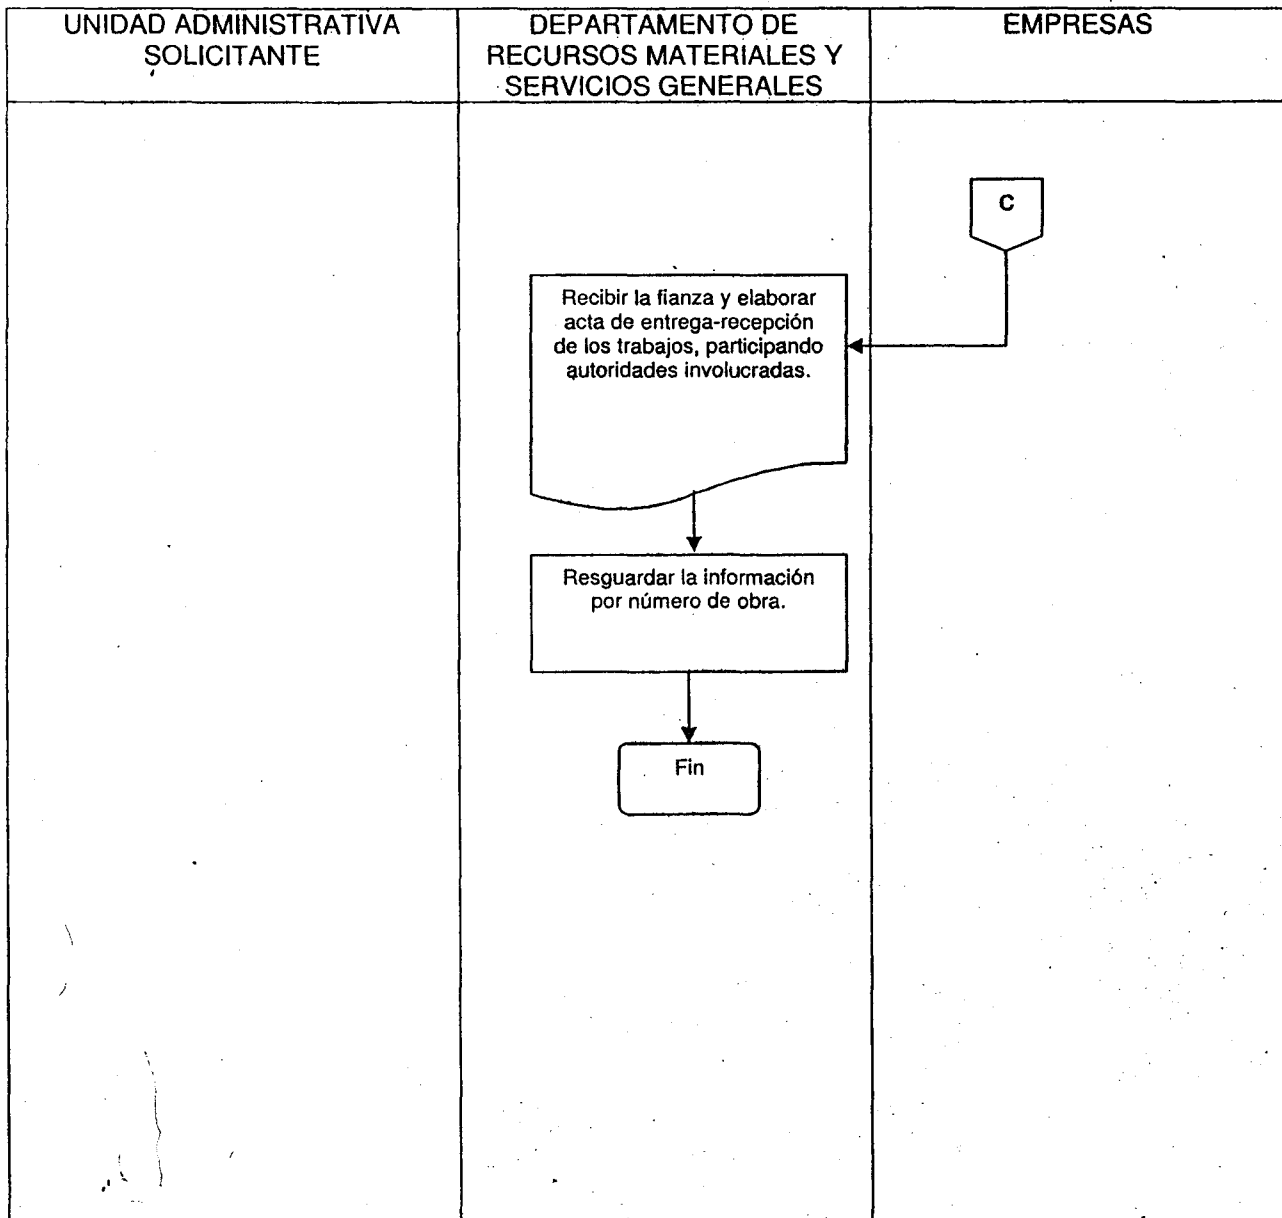 UNIDAD ADMINISTRATIVA
SOLICITANTE
DEPARTAMENTO DE
RECURSOS MATERIALES Y
SERVICIOS GENERALES
EMPRESAS
C
Recibir la fianza y elaborar
acta de entrega-recepción
de los trabajos, participando
autoridades involucradas.
Resguardar la información
por número de obra.
Fin